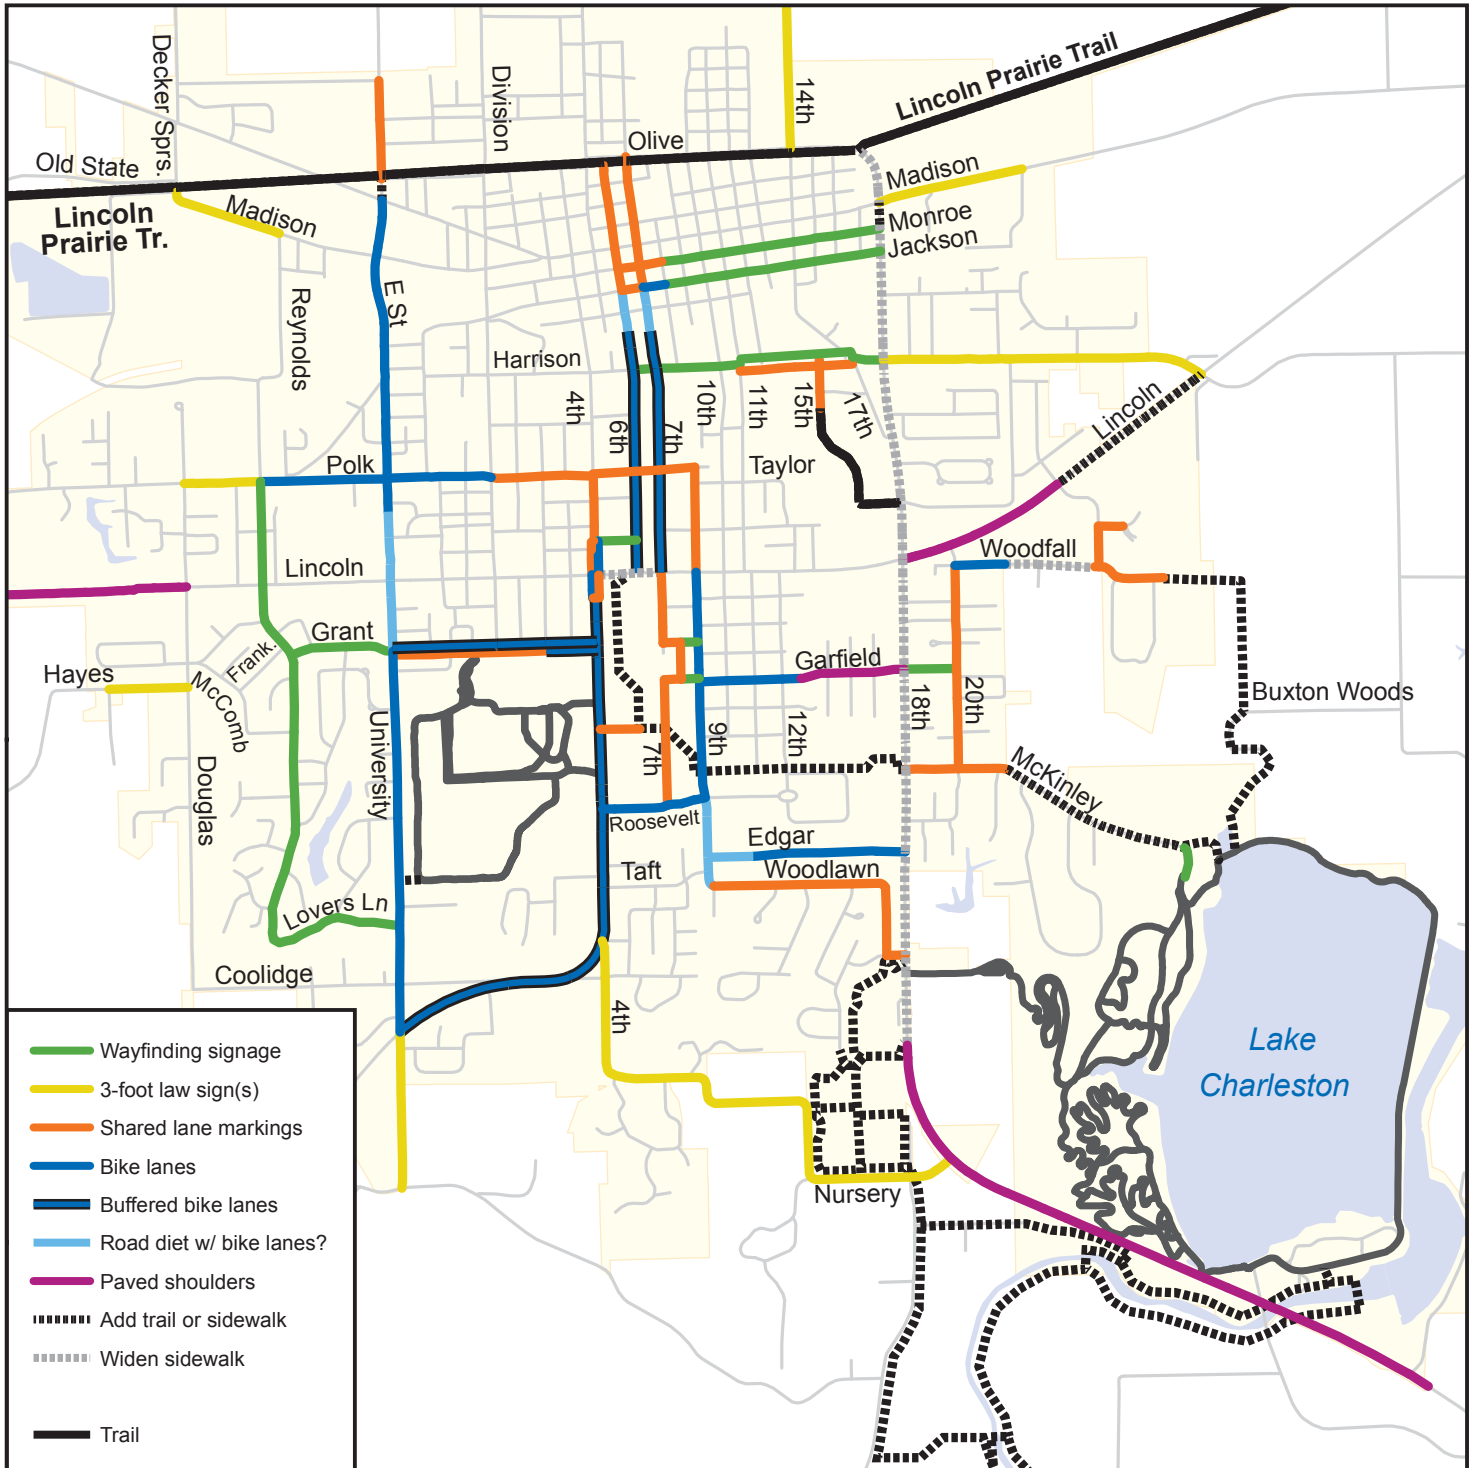 Decker Sprs.
Division
14th
Lincoln Prairie Trail
Old State
Olive
Lincoln
Prairie Tr.
Madison
Madison
Monroe
Jackson
Reynolds
E St
Harrison
4th
6th
7th
10th
11th
15th
17th
Lincoln
Polk
Taylor
Lincoln
Woodfall
Grant
Frank.
Hayes
McComb
Garfield
18th
20th
Buxton Woods
University
Douglas
7th
9th
12th
McKinley
Roosevelt
Edgar
Taft
Woodlawn
Lovers Ln
Coolidge
4th
Lake
Charleston
Nursery
Wayfinding signage
3-foot law sign(s)
Shared lane markings
Bike lanes
Buffered bike lanes
Road diet w/ bike lanes?
Paved shoulders
Add trail or sidewalk
Widen sidewalk
Trail